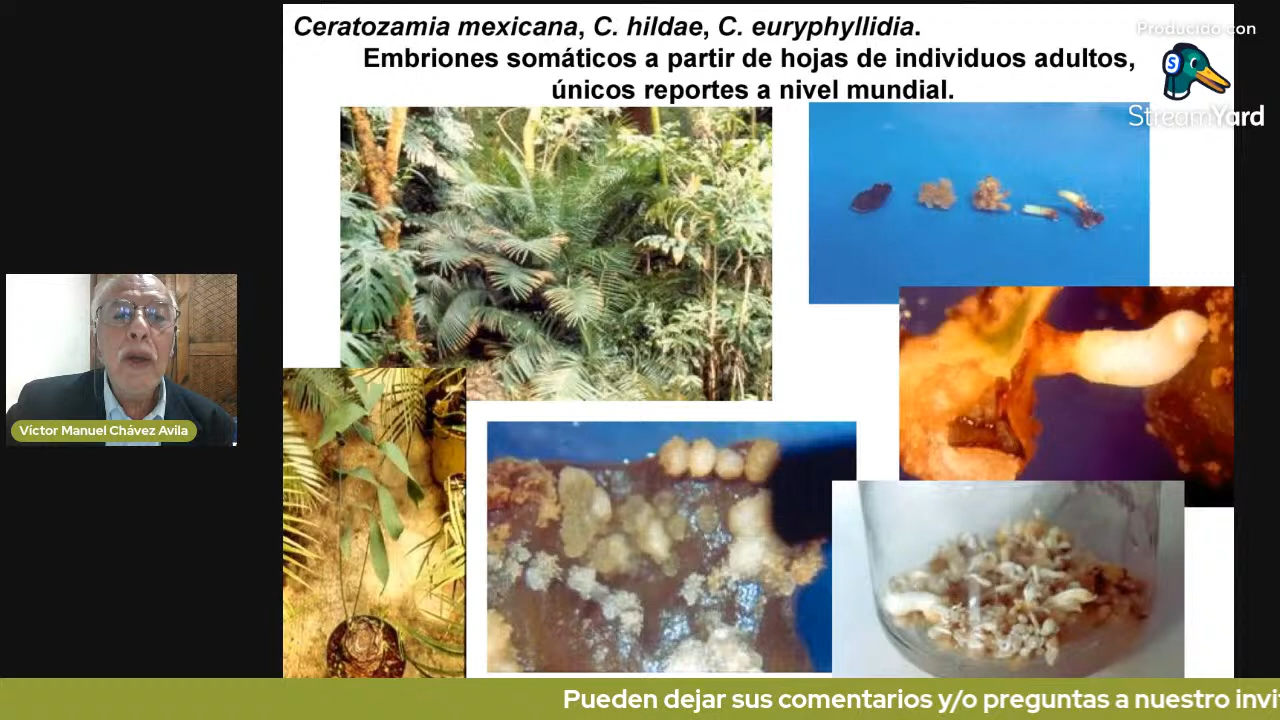 Ceratozamia mexicana, C. hildae, C. euryphyllidia.
Embriones somáticos a partir de hojas de individuos adultos,
únicos reportes a nivel mundial.
Producido con
S
StreamYard
Víctor Manuel Chávez Avila
Pueden dejar sus comentarios y/o preguntas a nuestro invi